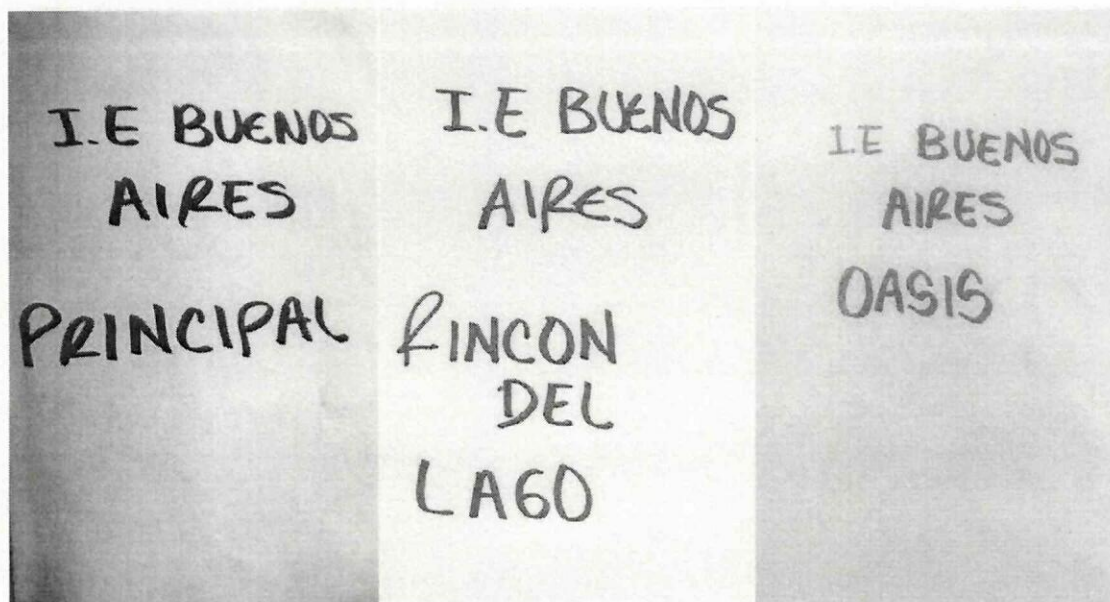 I.E BUENOS
AIRES
PRINCIPAL
I.E BUENOS
AIRES
RINCON
DEL
LAGO
I.E BUENOS
AIRES
OASIS